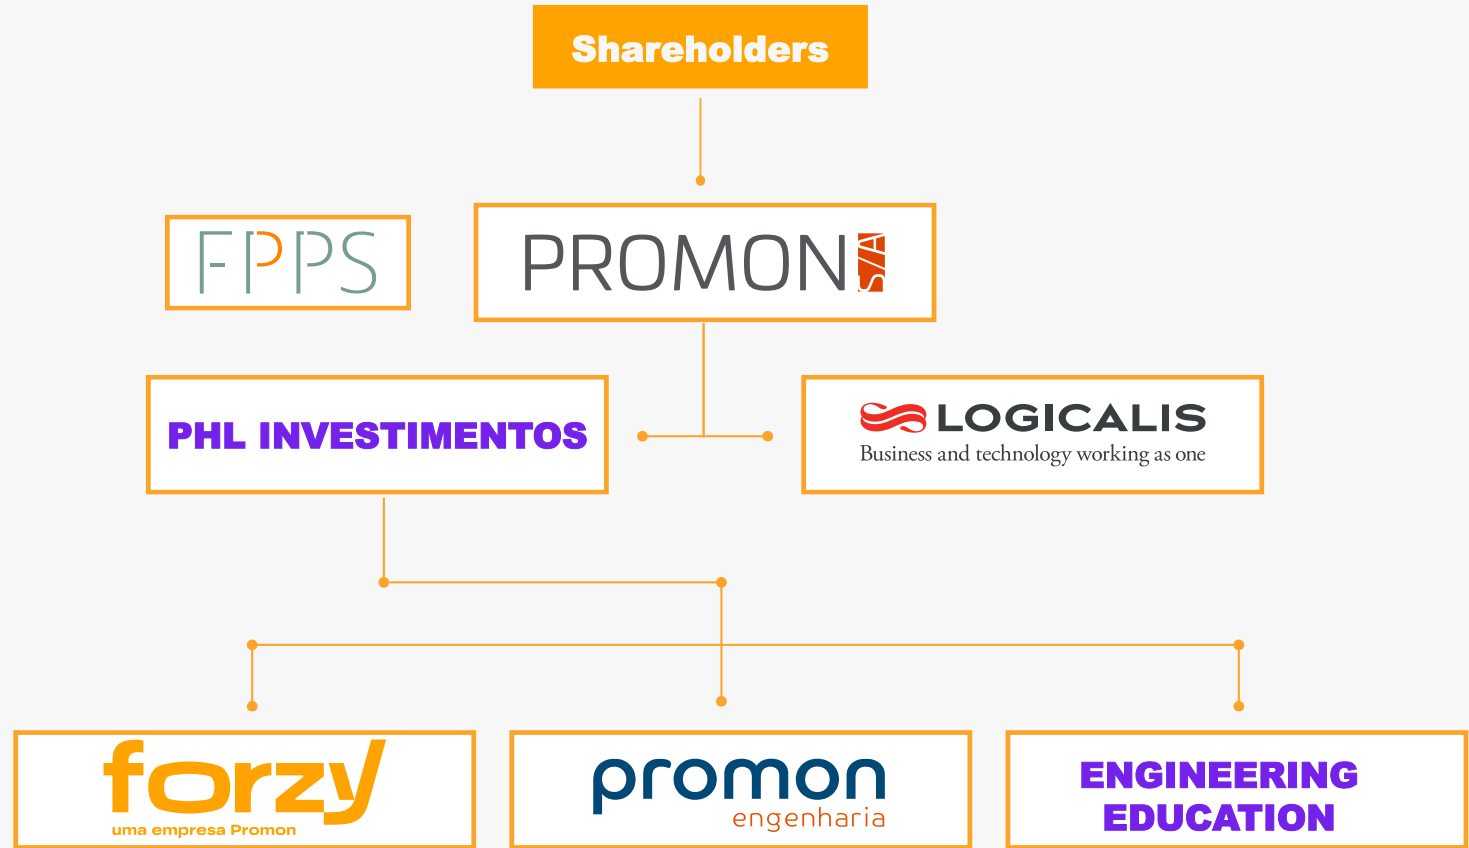 Shareholders
FPPS
PROMON S/A
PHL INVESTIMENTOS
LOGICALIS
Business and technology working as one
forzy
uma empresa Promon
promon
engenharia
ENGINEERING
EDUCATION